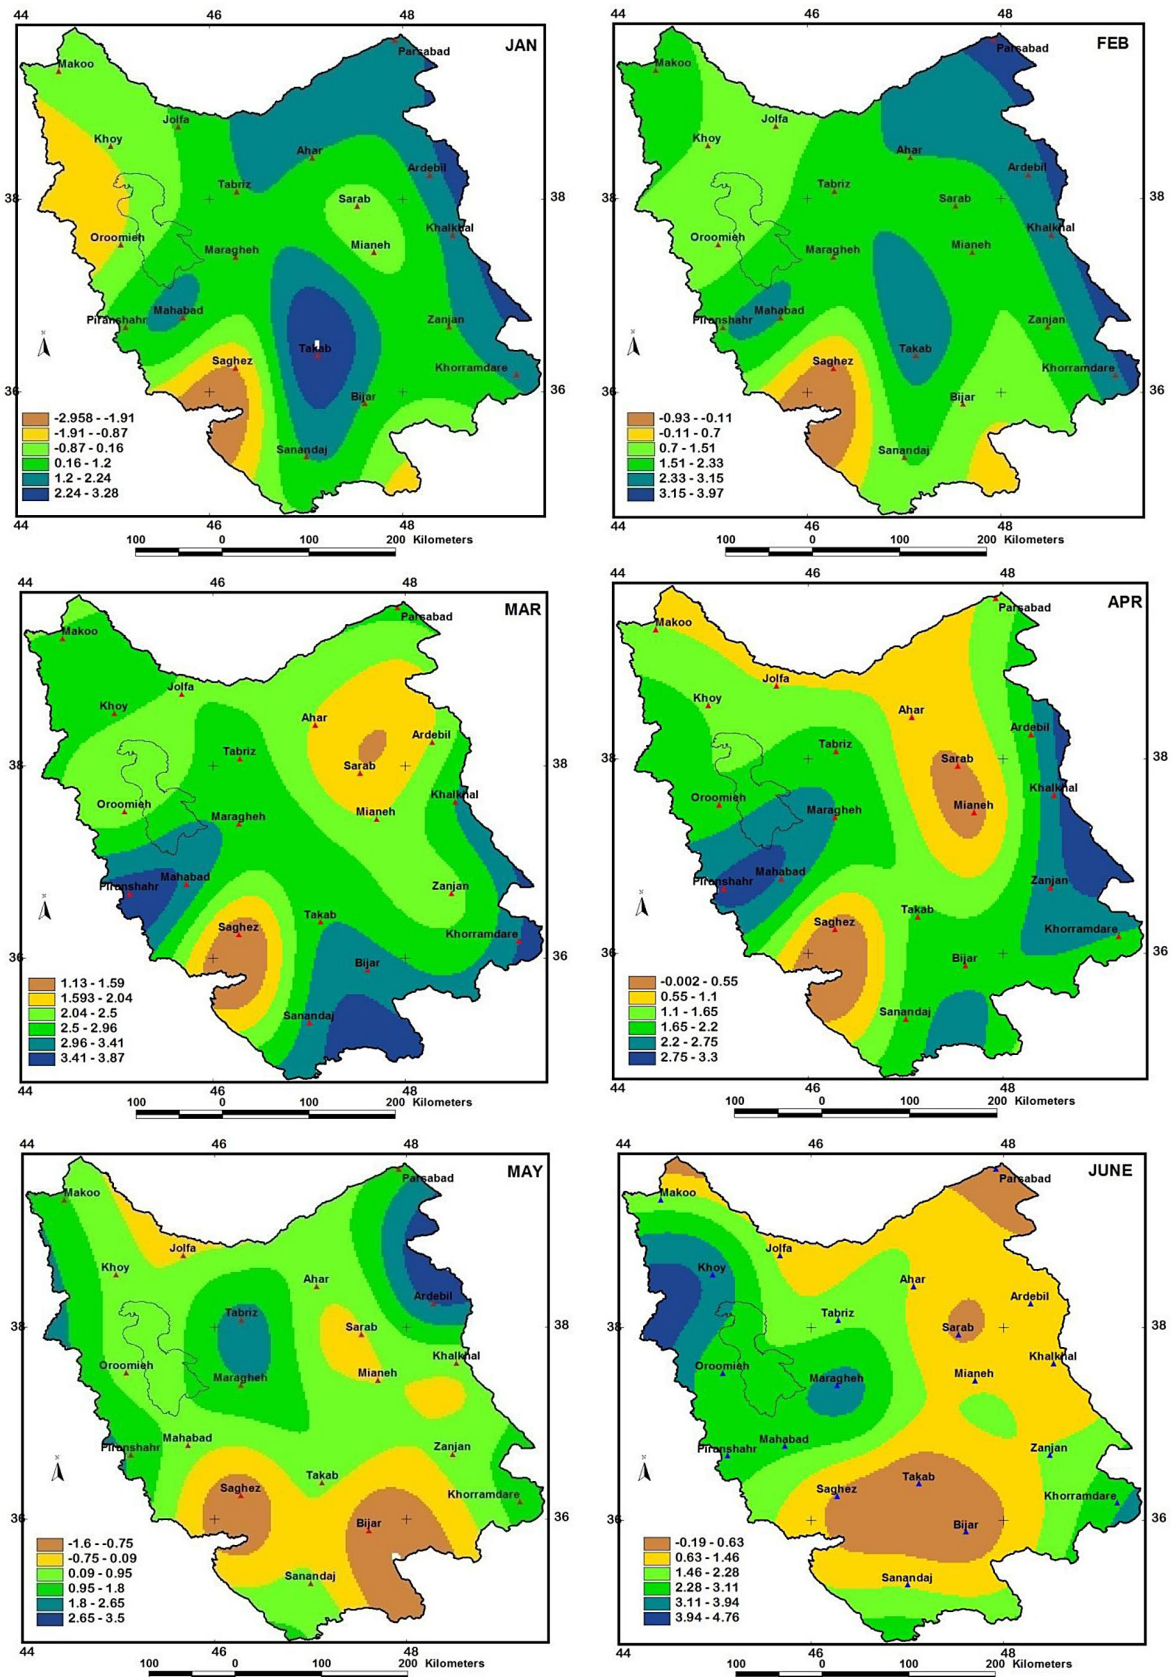 44 46 48
JAN
Parsabad
Makoo
Jolfa
Khoy
Ahar
Ardebil
Tabriz
38 38
Sarab
Khalkhal
Oroomieh
Maragheh
Mianeh
Mahabad
Piranshahr
Zanjan
N
Takab
Saghez
Khorramdare
36 36
Bijar
Sanandaj
-2.958 - -1.91
-1.91 - -0.87
-0.87 - 0.16
0.16 - 1.2
1.2 - 2.24
2.24 - 3.28
44 46 48
100 0 100 200 Kilometers
44 46 48
FEB
Parsabad
Makoo
Jolfa
Khoy
Ahar
Ardebil
Tabriz
38 38
Sarab
Khalkhal
Oroomieh
Maragheh
Mianeh
Mahabad
Piranshahr
Zanjan
N
Takab
Saghez
Khorramdare
36 36
Bijar
Sanandaj
-0.93 - -0.11
-0.11 - 0.7
0.7 - 1.51
1.51 - 2.33
2.33 - 3.15
3.15 - 3.97
44 46 48
100 0 100 200 Kilometers
44 46 48
MAR
Parsabad
Makoo
Jolfa
Khoy
Ahar
Ardebil
Tabriz
38 38
Sarab
Khalkhal
Oroomieh
Mianeh
Maragheh
Mahabad
Piranshahr
Zanjan
N
Takab
Saghez
Khorramdare
36 36
Bijar
Sanandaj
1.13 - 1.59
1.593 - 2.04
2.04 - 2.5
2.5 - 2.96
2.96 - 3.41
3.41 - 3.87
44 46 48
100 0 100 200 Kilometers
44 46 48
APR
Parsabad
Makoo
Jolfa
Khoy
Ahar
Ardebil
Tabriz
38 38
Sarab
Khalkhal
Oroomieh
Mianeh
Maragheh
Mahabad
Piranshahr
Zanjan
N
Takab
Saghez
Khorramdare
36 36
Bijar
Sanandaj
-0.002 - 0.55
0.55 - 1.1
1.1 - 1.65
1.65 - 2.2
2.2 - 2.75
2.75 - 3.3
44 46 48
100 0 100 200 Kilometers
44 46 48
MAY
Parsabad
Makoo
Jolfa
Khoy
Ahar
Ardebil
Tabriz
38 38
Sarab
Khalkhal
Oroomieh
Mianeh
Maragheh
Mahabad
Piranshahr
Zanjan
N
Takab
Saghez
Khorramdare
36 36
Bijar
Sanandaj
-1.6 - -0.75
-0.75 - 0.09
0.09 - 0.95
0.95 - 1.8
1.8 - 2.65
2.65 - 3.5
44 46 48
100 0 100 200 Kilometers
44 46 48
JUNE
Parsabad
Makoo
Jolfa
Khoy
Ahar
Ardebil
Tabriz
38 38
Sarab
Khalkhal
Oroomieh
Mianeh
Maragheh
Mahabad
Piranshahr
Zanjan
N
Takab
Saghez
Khorramdare
36 36
Bijar
Sanandaj
-0.19 - 0.63
0.63 - 1.46
1.46 - 2.28
2.28 - 3.11
3.11 - 3.94
3.94 - 4.76
44 46 48
100 0 100 200 Kilometers